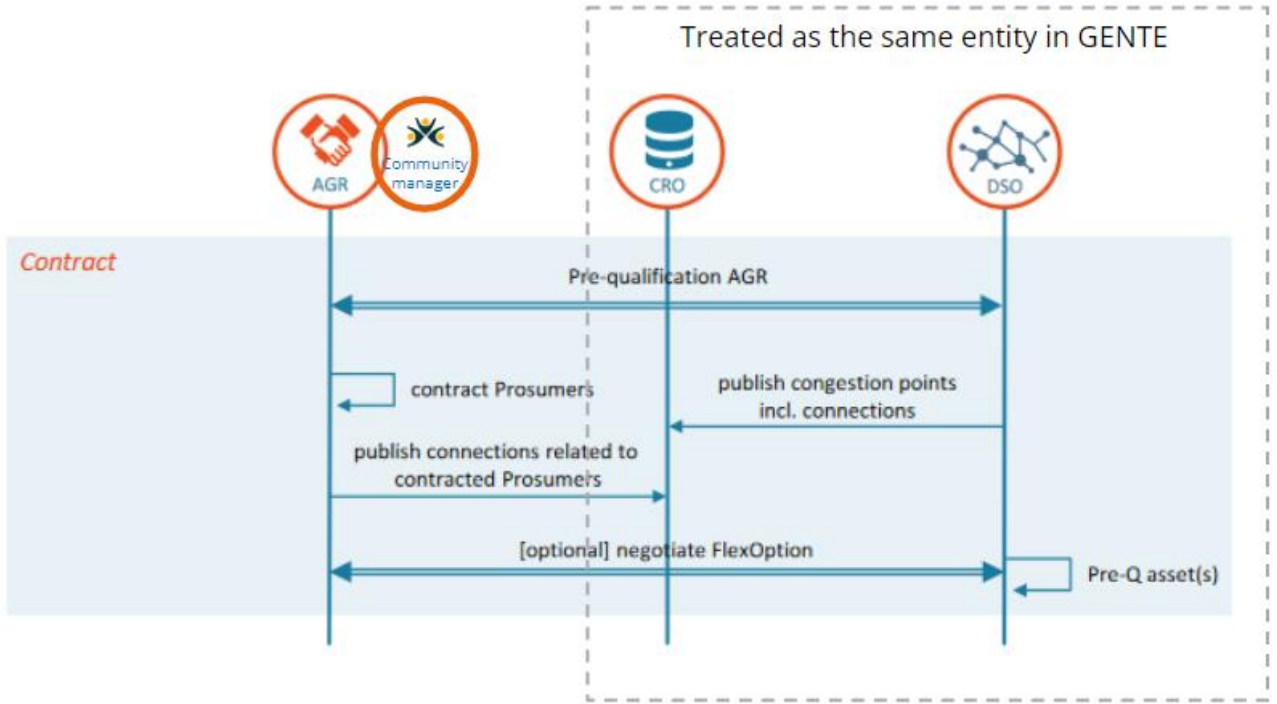 Treated as the same entity in GENTE
AGR
Community
manager
CRO
DSO
Contract
Pre-qualification AGR
contract Prosumers
publish congestion points
incl. connections
publish connections related to
contracted Prosumers
[optional] negotiate FlexOption
Pre-Q asset(s)